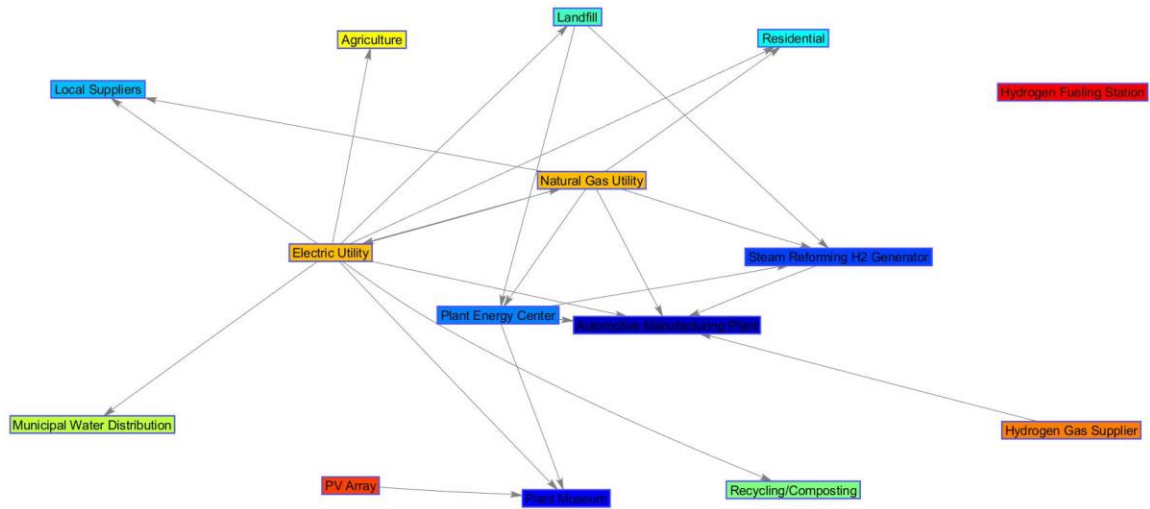 Landfill
Agriculture
Residential
Local Suppliers
Hydrogen Fueling Station
Natural Gas Utility
Electric Utility
Steam Reforming H2 Generator
Plant Energy Center
Automotive Manufacturing Plant
Municipal Water Distribution
Hydrogen Gas Supplier
PV Array
Plant Museum
Recycling/Composting